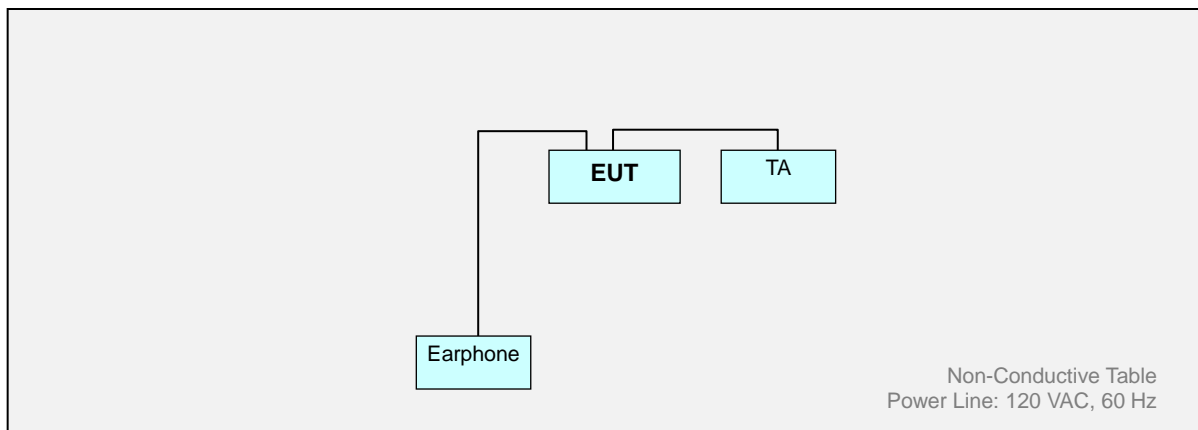 EUT
TA
Earphone
Non-Conductive Table
Power Line: 120 VAC, 60 Hz